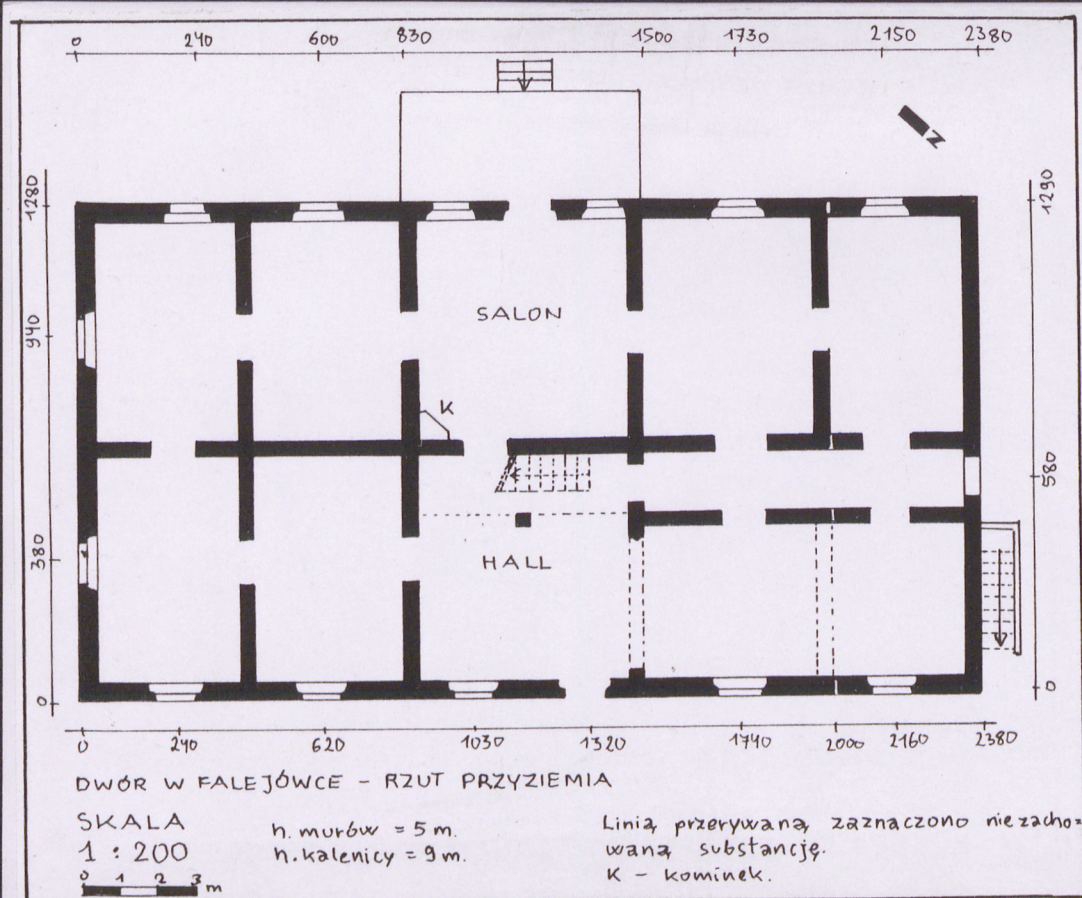 0 240 600 830 1500 1730 2150 2380
N
1280
1290
940
SALON
K
580
380
HALL
0
0
0 240 620 1030 1320 1740 2000 2160 2380
DWÓR W FALEJÓWCE - RZUT PRZYZIEMIA
SKALA
1 : 200
0 1 2 3 m
h. murów = 5 m.
h. kalenicy = 9 m.
Linią przerywaną zaznaczono niezacho=
waną substancję.
K - kominek.